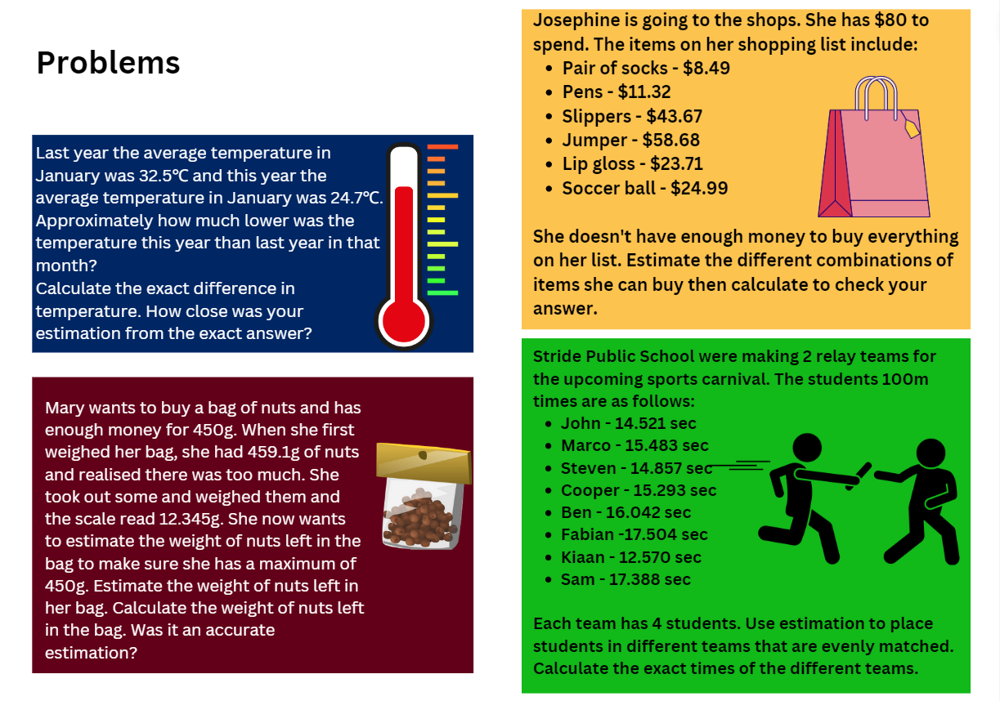 Problems
Last year the average temperature in
January was 32.5℃ and this year the
average temperature in January was 24.7℃.
Approximately how much lower was the
temperature this year than last year in that
month?
Calculate the exact difference in
temperature. How close was your
estimation from the exact answer?
Mary wants to buy a bag of nuts and has
enough money for 450g. When she first
weighed her bag, she had 459.1g of nuts
and realised there was too much. She
took out some and weighed them and
the scale read 12.345g. She now wants
to estimate the weight of nuts left in the
bag to make sure she has a maximum of
450g. Estimate the weight of nuts left in
her bag. Calculate the weight of nuts left
in the bag. Was it an accurate
estimation?
Josephine is going to the shops. She has $80 to
spend. The items on her shopping list include:
• Pair of socks - $8.49
• Pens - $11.32
• Slippers - $43.67
• Jumper - $58.68
• Lip gloss - $23.71
• Soccer ball - $24.99
She doesn't have enough money to buy everything
on her list. Estimate the different combinations of
items she can buy then calculate to check your
answer.
Stride Public School were making 2 relay teams for
the upcoming sports carnival. The students 100m
times are as follows:
• John - 14.521 sec
• Marco - 15.483 sec
• Steven - 14.857 sec
• Cooper - 15.293 sec
• Ben - 16.042 sec
• Fabian -17.504 sec
• Kiaan - 12.570 sec
• Sam - 17.388 sec
Each team has 4 students. Use estimation to place
students in different teams that are evenly matched.
Calculate the exact times of the different teams.